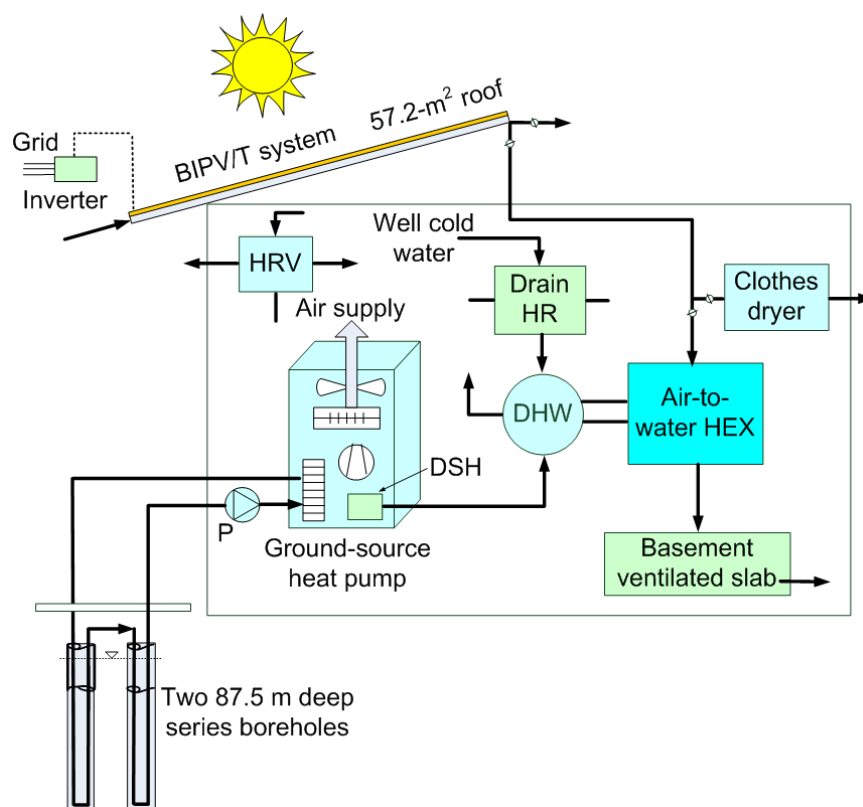 57.2-m² roof
BIPV/T system
Grid
Inverter
HRV
Well cold
water
Drain
HR
Clothes
dryer
Air supply
DHW
Air-to-
water HEX
DSH
P
Ground-source
heat pump
Basement
ventilated slab
Two 87.5 m deep
series boreholes